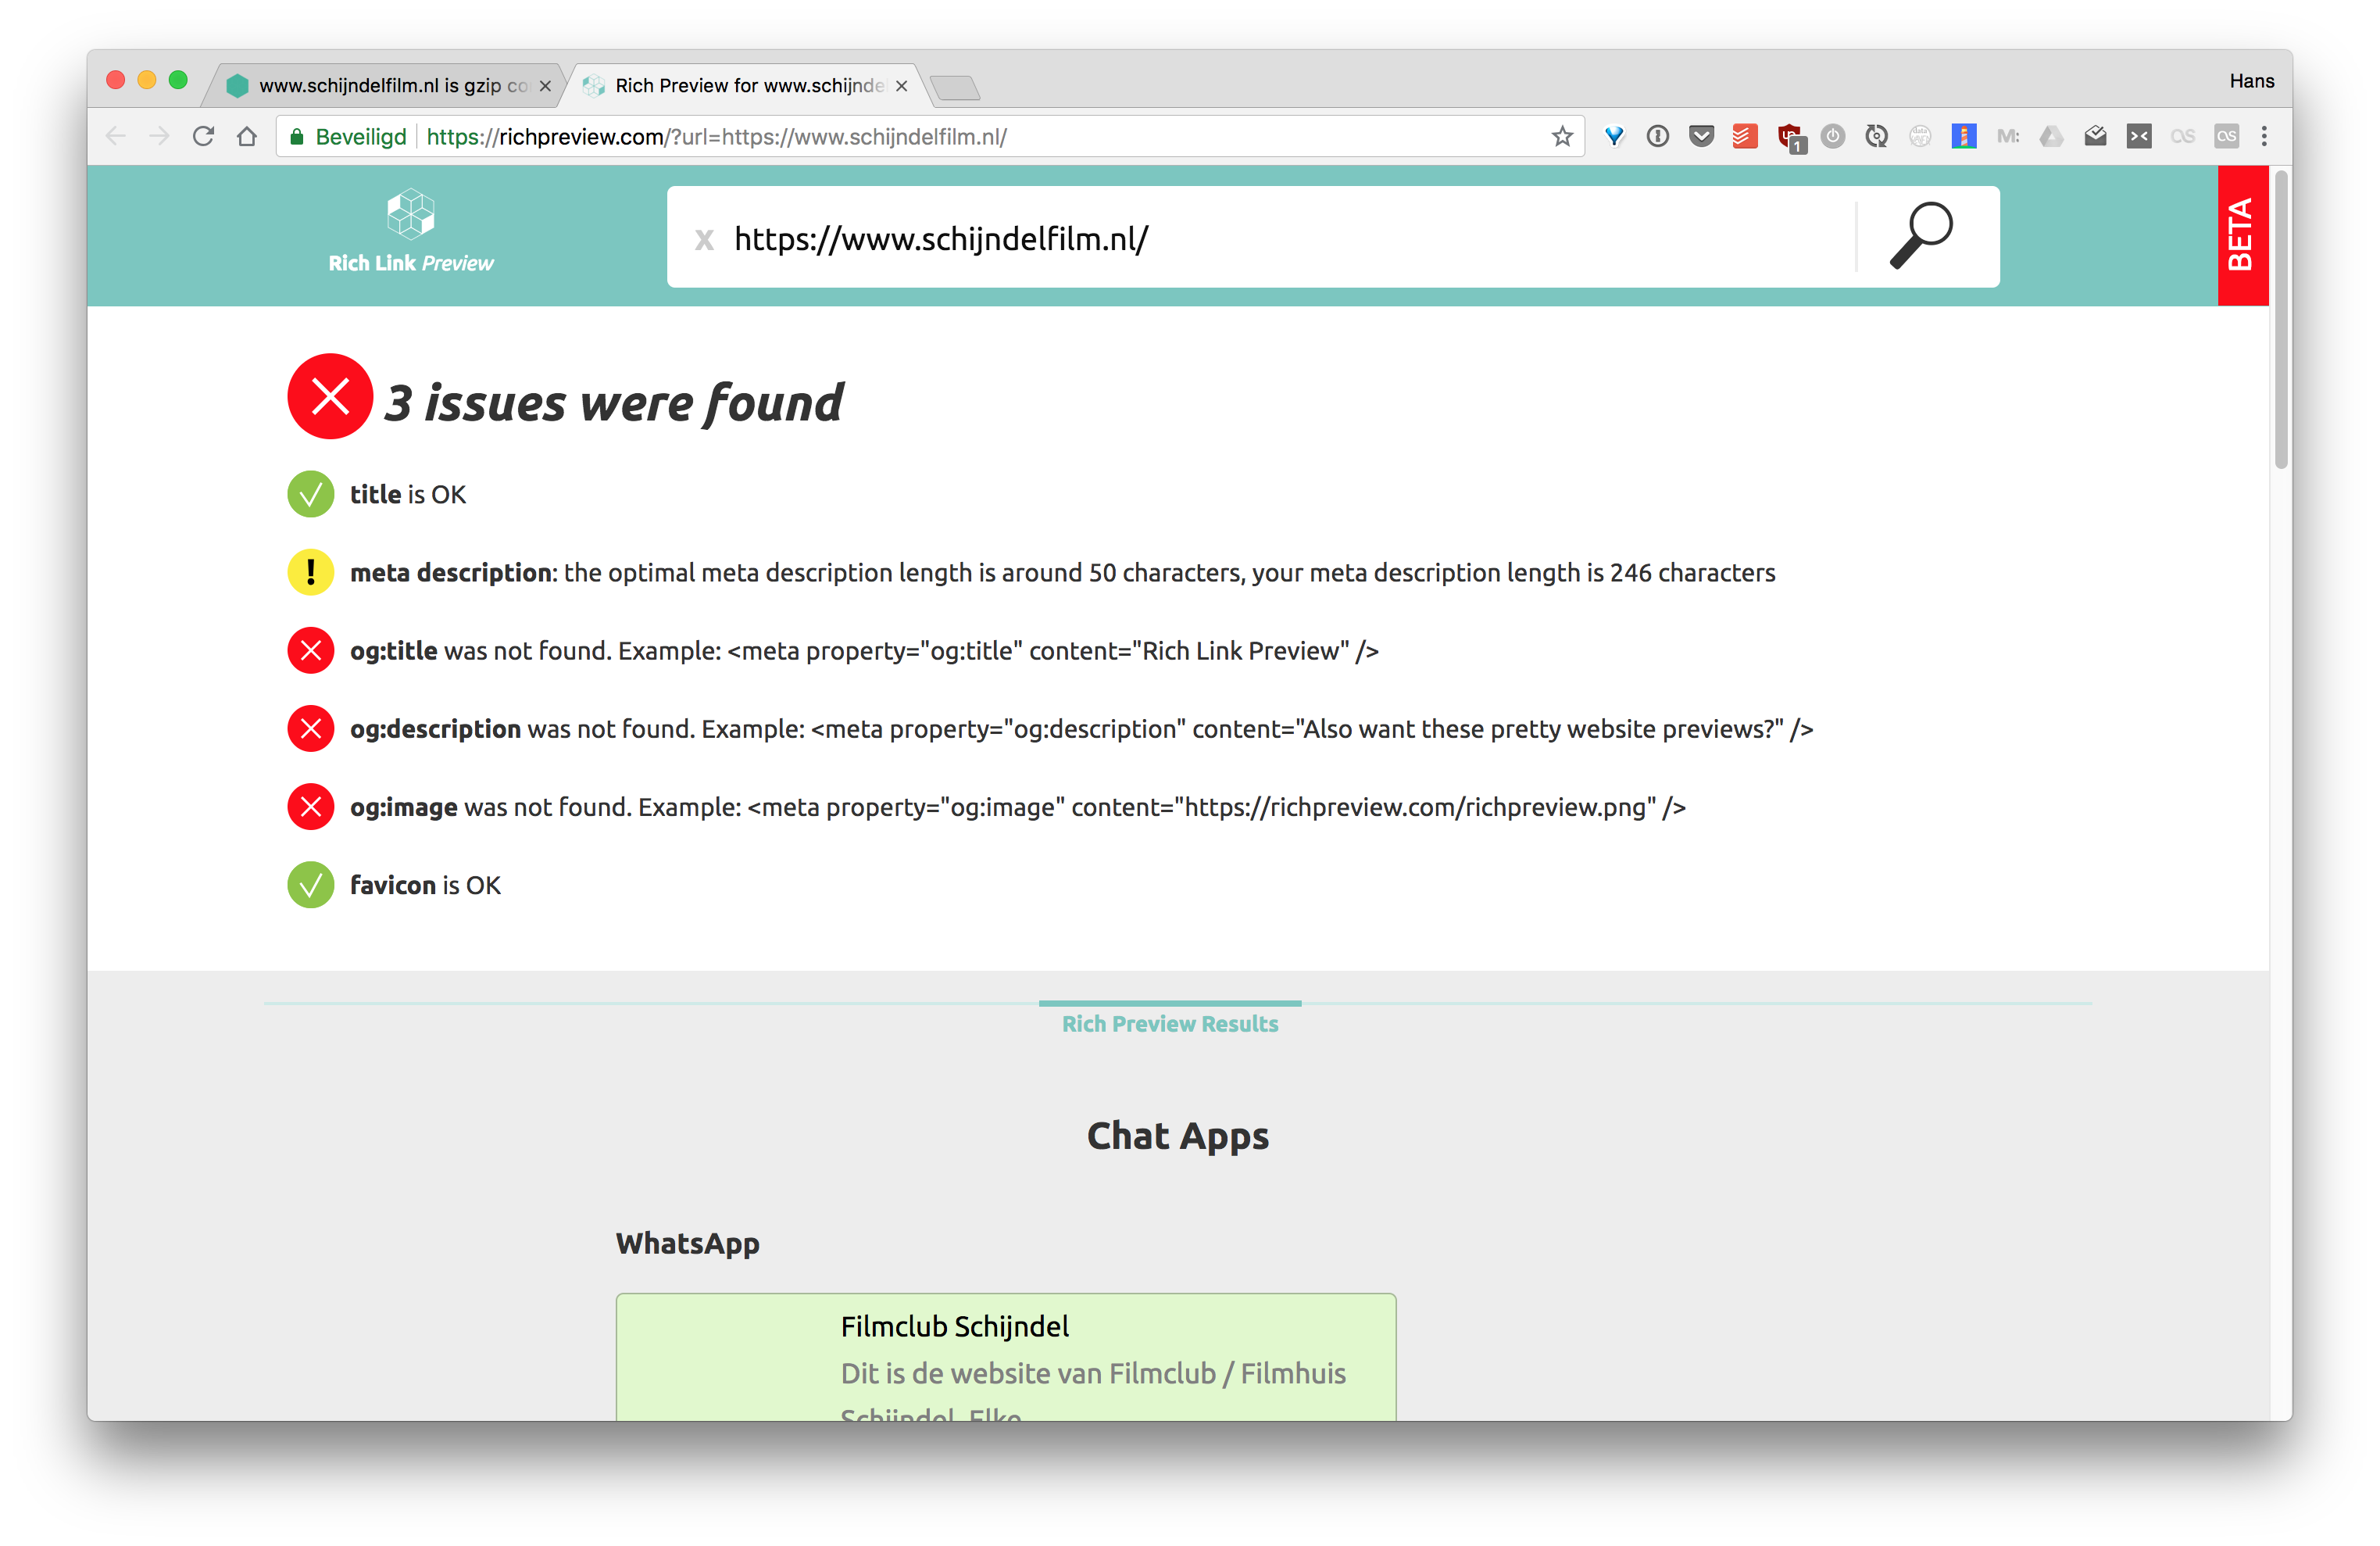 www.schijndelfilm.nl is gzip co
Rich Preview for www.schijnde
Hans
Beveiligd
https://richpreview.com/?url=https://www.schijndelfilm.nl/
1
M:
Rich Link Preview
x https://www.schijndelfilm.nl/
BETA
3 issues were found
title is OK
! meta description: the optimal meta description length is around 50 characters, your meta description length is 246 characters
og:title was not found. Example: <meta property="og:title" content="Rich Link Preview" />
og:description was not found. Example: <meta property="og:description" content="Also want these pretty website previews?" />
og:image was not found. Example: <meta property="og:image" content="https://richpreview.com/richpreview.png" />
favicon is OK
Rich Preview Results
Chat Apps
WhatsApp
Filmclub Schijndel
Dit is de website van Filmclub / Filmhuis
Schijndel. Elke